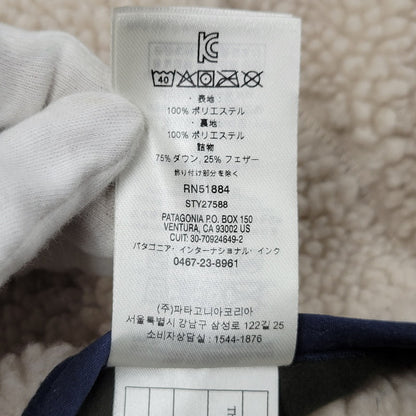 40
・表地:
100% ポリエステル
・裏地:
100% ポリエステル
詰物
75% ダウン, 25% フェザー
飾り付け部分を除く
RN51884
STY27588
PATAGONIA P.O. BOX 150
VENTURA, CA 93002 US
CUIT: 30-70924649-2
パタゴニア・インターナショナル・インク
0467-23-8961
(주)파타고니아코리아
서울특별시 강남구 삼성로 122길 25
소비자상담실: 1544-1876